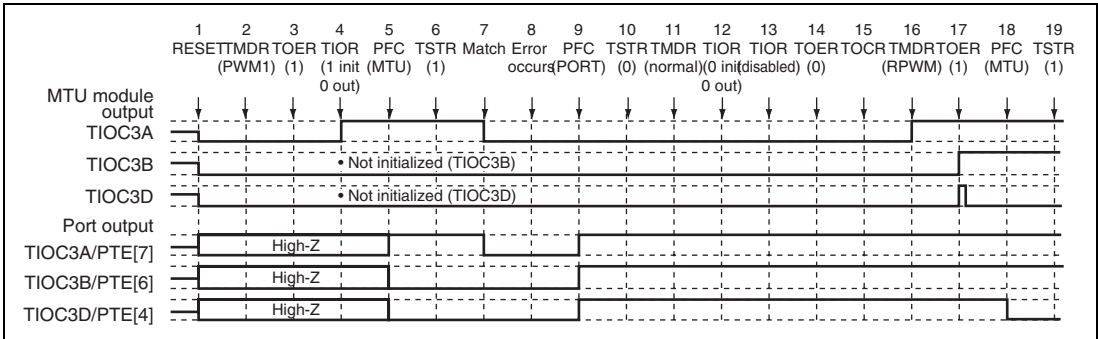 1 2 3 4 5 6 7 8 9 10 11 12 13 14 15 16 17 18 19
RESET TMDR TOER TIOR PFC TSTR Match Error PFC TSTR TMDR TIOR TIOR TOER TOCR TMDR TOER PFC TSTR
(PWM1) (1) (1 init (MTU) (1) occurs (PORT) (0) (normal) (0 init (disabled) (0) (RPWM) (1) (MTU) (1)
0 out) 0 out)
MTU module
output
TIOC3A
TIOC3B • Not initialized (TIOC3B)
TIOC3D • Not initialized (TIOC3D)
Port output
TIOC3A/PTE[7] High-Z
TIOC3B/PTE[6] High-Z
TIOC3D/PTE[4] High-Z